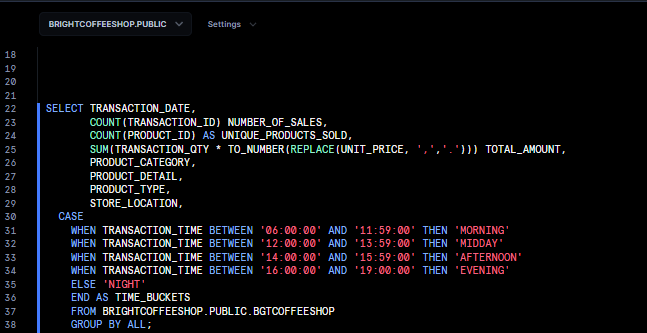 BRIGHTCOFFEESHOP.PUBLIC Settings
18
19
20
21
22 SELECT TRANSACTION_DATE,
23 COUNT(TRANSACTION_ID) NUMBER_OF_SALES,
24 COUNT(PRODUCT_ID) AS UNIQUE_PRODUCTS_SOLD,
25 SUM(TRANSACTION_QTY * TO_NUMBER(REPLACE(UNIT_PRICE, ',','.'))) TOTAL_AMOUNT,
26 PRODUCT_CATEGORY,
27 PRODUCT_DETAIL,
28 PRODUCT_TYPE,
29 STORE_LOCATION,
30 CASE
31 WHEN TRANSACTION_TIME BETWEEN '06:00:00' AND '11:59:00' THEN 'MORNING'
32 WHEN TRANSACTION_TIME BETWEEN '12:00:00' AND '13:59:00' THEN 'MIDDAY'
33 WHEN TRANSACTION_TIME BETWEEN '14:00:00' AND '15:59:00' THEN 'AFTERNOON'
34 WHEN TRANSACTION_TIME BETWEEN '16:00:00' AND '19:00:00' THEN 'EVENING'
35 ELSE 'NIGHT'
36 END AS TIME_BUCKETS
37 FROM BRIGHTCOFFEESHOP.PUBLIC.BGTCOFFEESHOP
38 GROUP BY ALL;